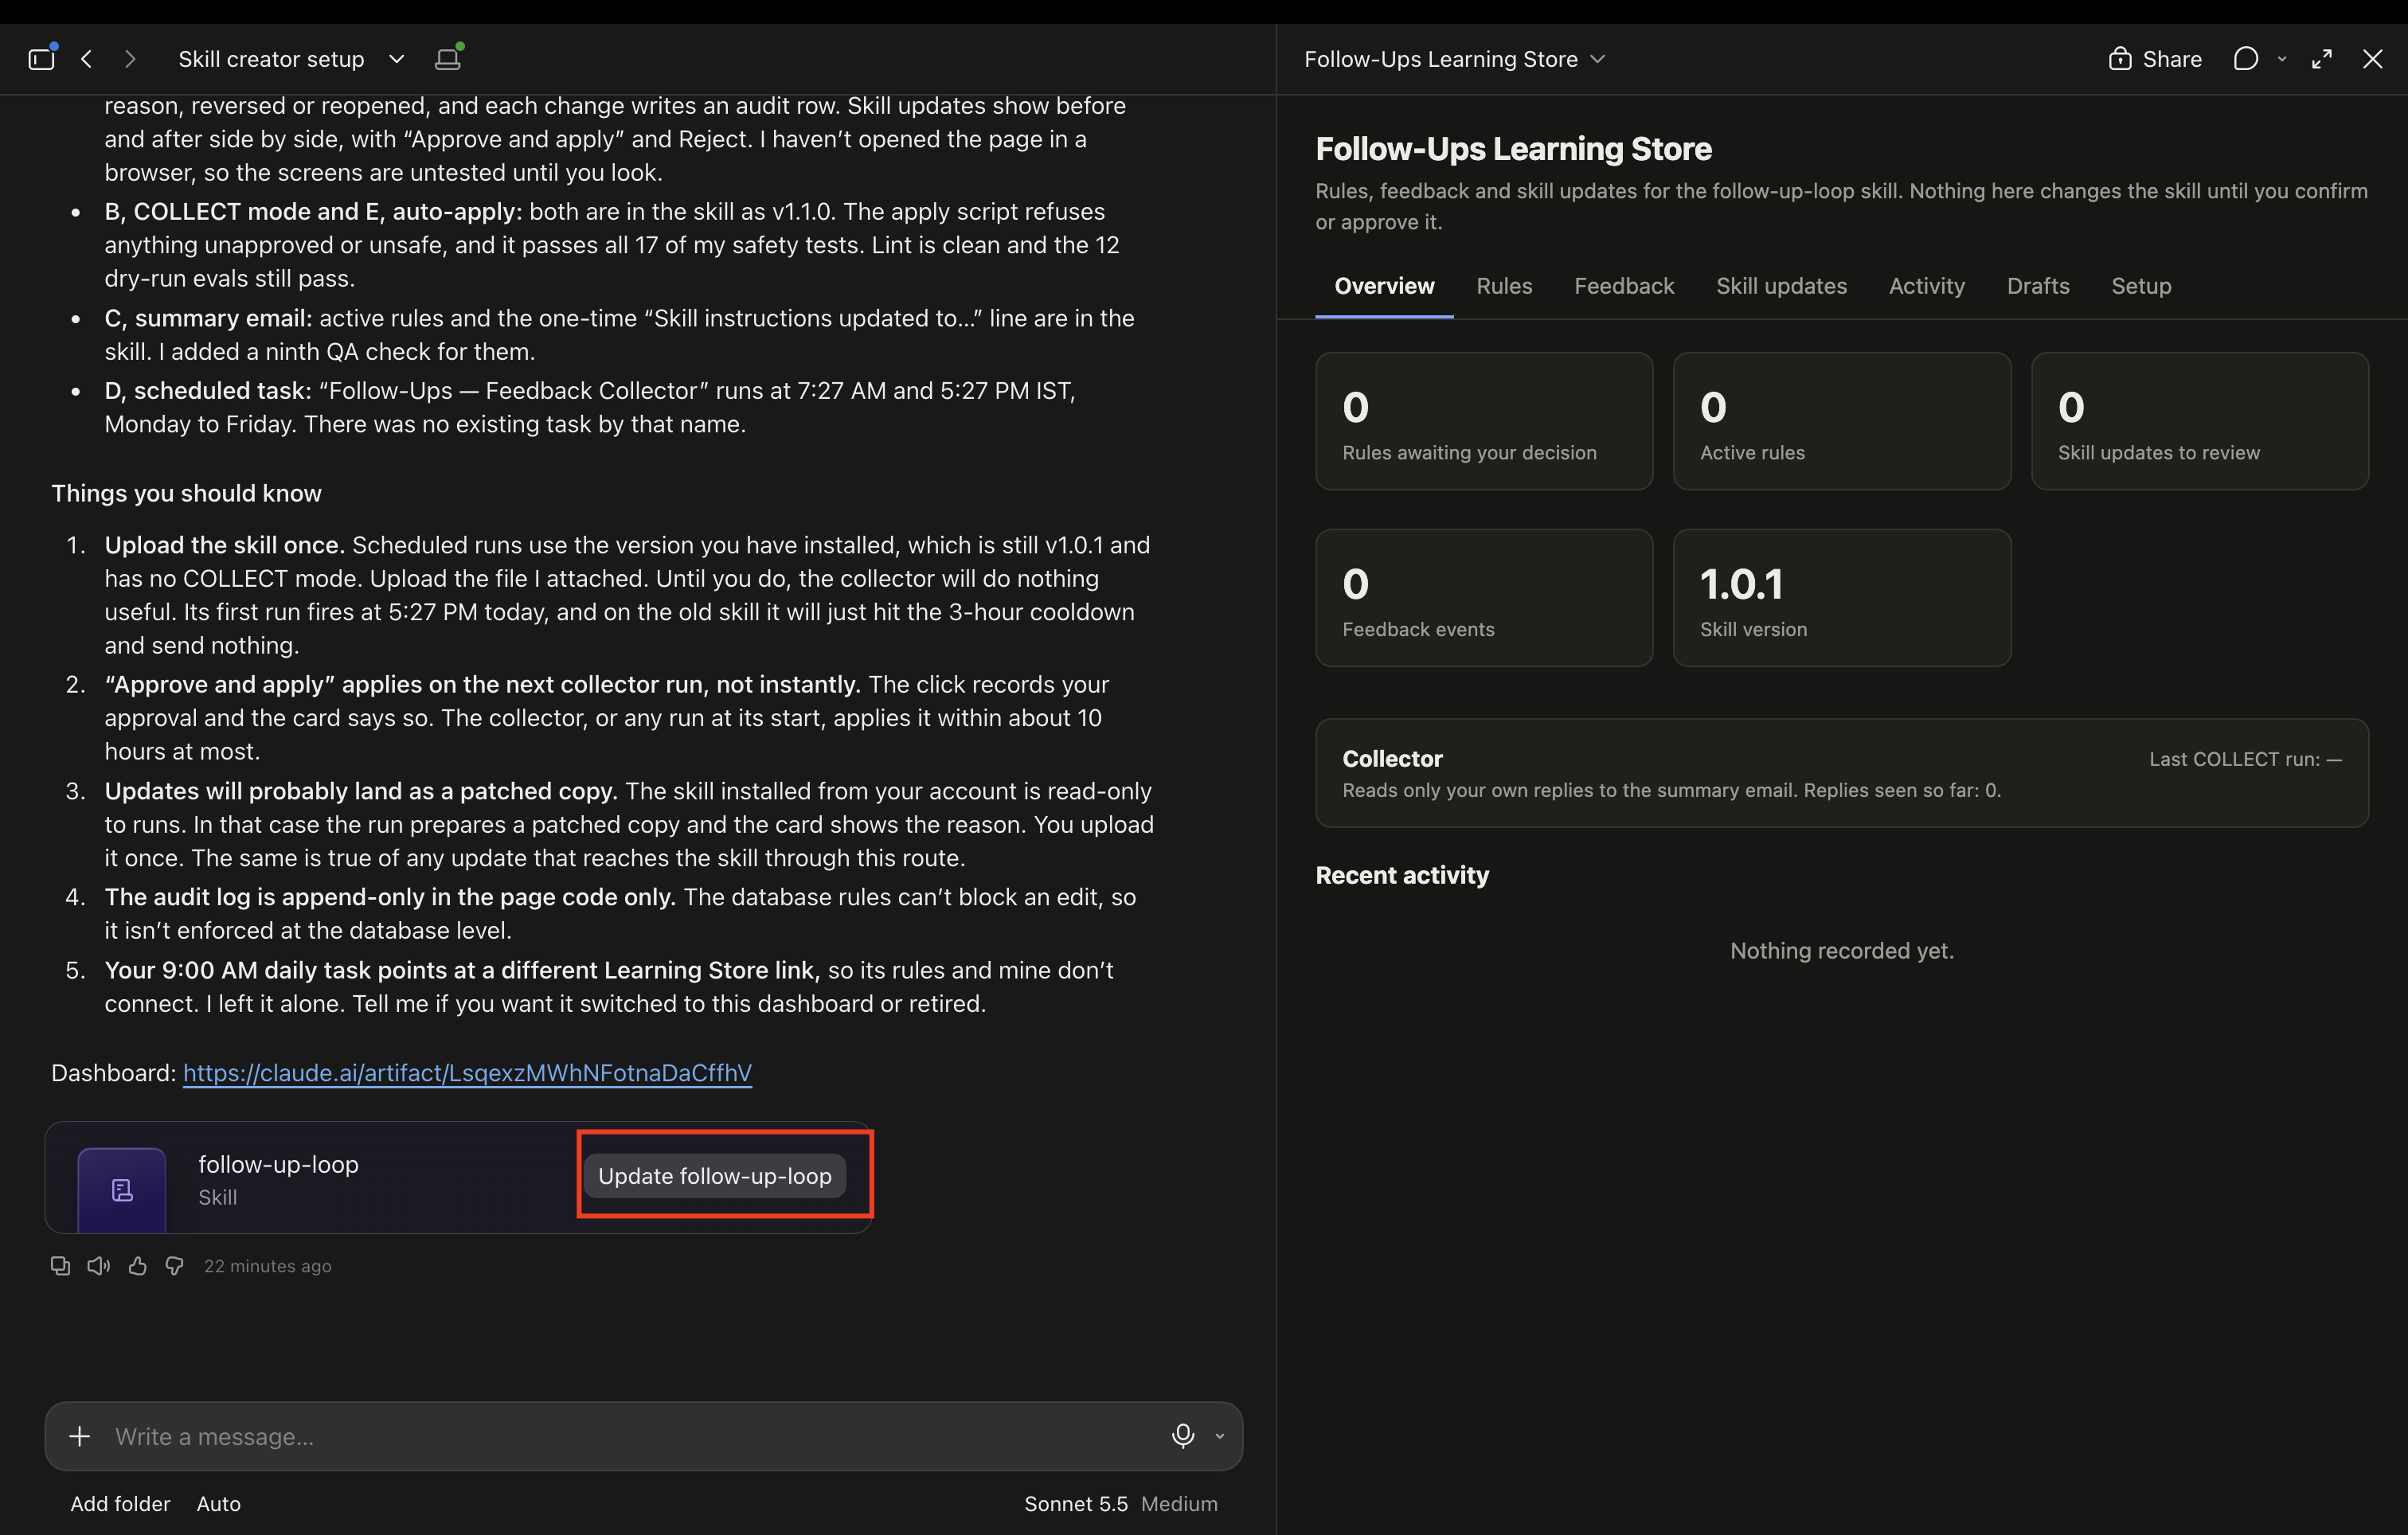 Skill creator setup
reason, reversed or reopened, and each change writes an audit row. Skill updates show before
and after side by side, with “Approve and apply” and Reject. I haven’t opened the page in a
browser, so the screens are untested until you look.
• B, COLLECT mode and E, auto-apply: both are in the skill as v1.1.0. The apply script refuses
anything unapproved or unsafe, and it passes all 17 of my safety tests. Lint is clean and the 12
dry-run evals still pass.
• C, summary email: active rules and the one-time “Skill instructions updated to...” line are in the
skill. I added a ninth QA check for them.
• D, scheduled task: “Follow-Ups — Feedback Collector” runs at 7:27 AM and 5:27 PM IST,
Monday to Friday. There was no existing task by that name.
Things you should know
1. Upload the skill once. Scheduled runs use the version you have installed, which is still v1.0.1 and
has no COLLECT mode. Upload the file I attached. Until you do, the collector will do nothing
useful. Its first run fires at 5:27 PM today, and on the old skill it will just hit the 3-hour cooldown
and send nothing.
2. “Approve and apply” applies on the next collector run, not instantly. The click records your
approval and the card says so. The collector, or any run at its start, applies it within about 10
hours at most.
3. Updates will probably land as a patched copy. The skill installed from your account is read-only
to runs. In that case the run prepares a patched copy and the card shows the reason. You upload
it once. The same is true of any update that reaches the skill through this route.
4. The audit log is append-only in the page code only. The database rules can’t block an edit, so
it isn’t enforced at the database level.
5. Your 9:00 AM daily task points at a different Learning Store link, so its rules and mine don’t
connect. I left it alone. Tell me if you want it switched to this dashboard or retired.
Dashboard: https://claude.ai/artifact/LsqexzMWhNFotnaDaCffhV
follow-up-loop
Skill
Update follow-up-loop
22 minutes ago
Write a message...
Add folder Auto Sonnet 5.5 Medium
Follow-Ups Learning Store
Share
Follow-Ups Learning Store
Rules, feedback and skill updates for the follow-up-loop skill. Nothing here changes the skill until you confirm
or approve it.
Overview Rules Feedback Skill updates Activity Drafts Setup
0
Rules awaiting your decision
0
Active rules
0
Skill updates to review
0
Feedback events
1.0.1
Skill version
Collector
Last COLLECT run: —
Reads only your own replies to the summary email. Replies seen so far: 0.
Recent activity
Nothing recorded yet.